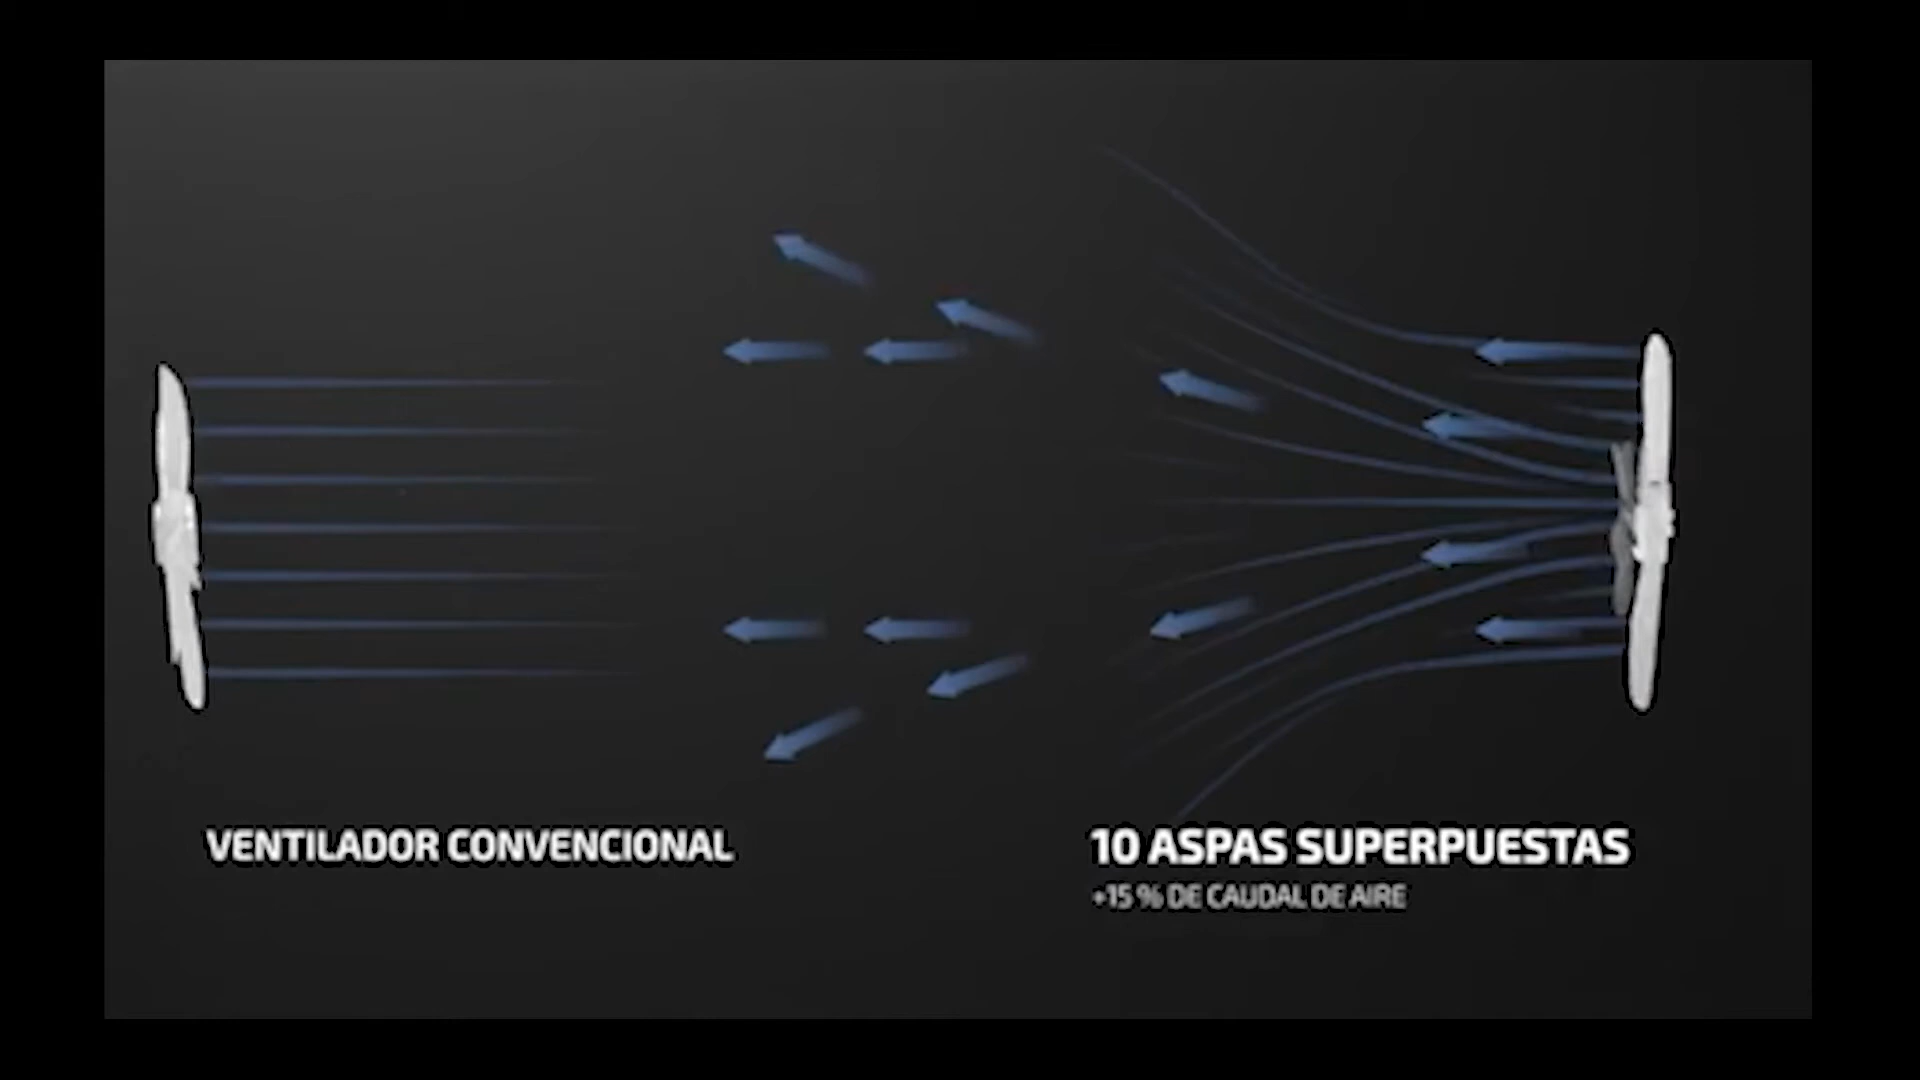 VENTILADOR CONVENCIONAL
10 ASPAS SUPERPUESTAS
+15 % DE CAUDAL DE AIRE